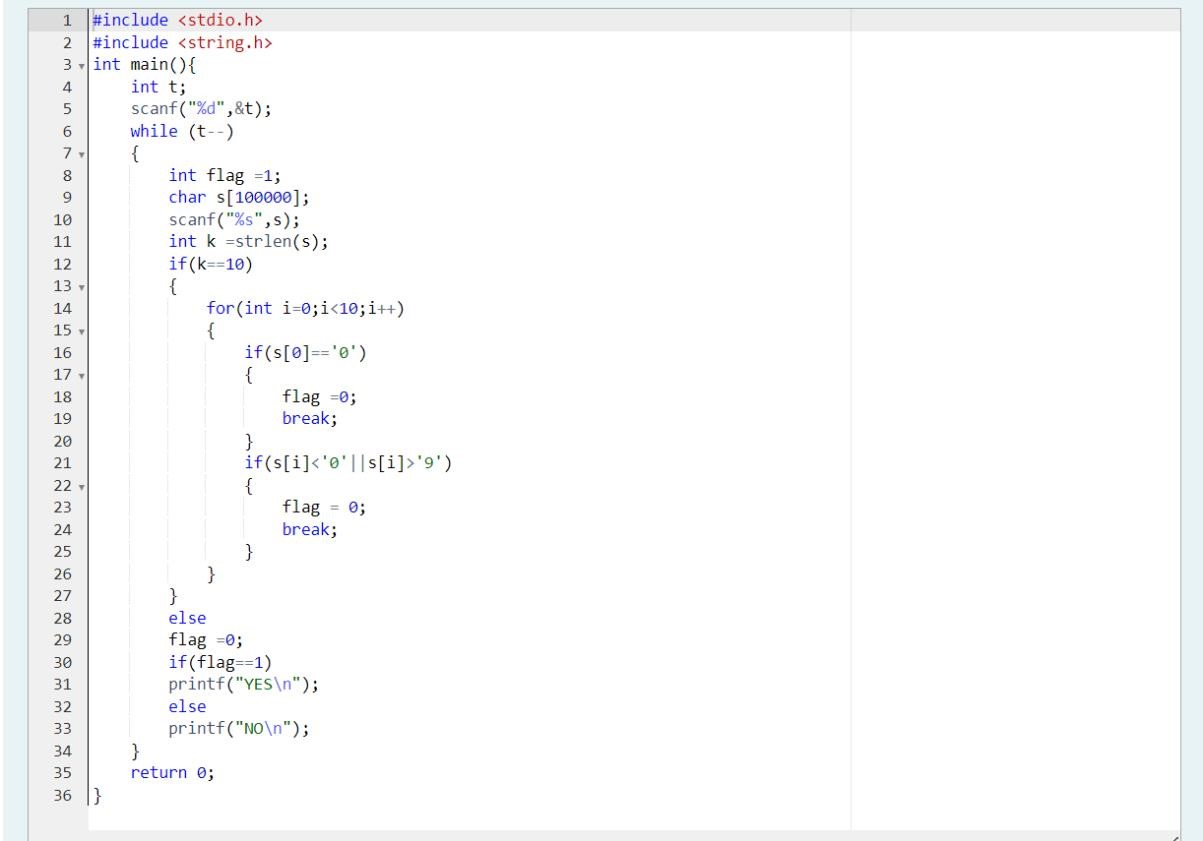 1 #include <stdio.h>
2 #include <string.h>
3 int main(){
4     int t;
5     scanf("%d",&t);
6     while (t--)
7     {
8         int flag =1;
9         char s[100000];
10         scanf("%s",s);
11         int k =strlen(s);
12         if(k==10)
13         {
14             for(int i=0;i<10;i++)
15             {
16                 if(s[0]=='0')
17                 {
18                     flag =0;
19                     break;
20                 }
21                 if(s[i]<'0'||s[i]>'9')
22                 {
23                     flag = 0;
24                     break;
25                 }
26             }
27         }
28         else
29         flag =0;
30         if(flag==1)
31         printf("YES\n");
32         else
33         printf("NO\n");
34     }
35     return 0;
36 }